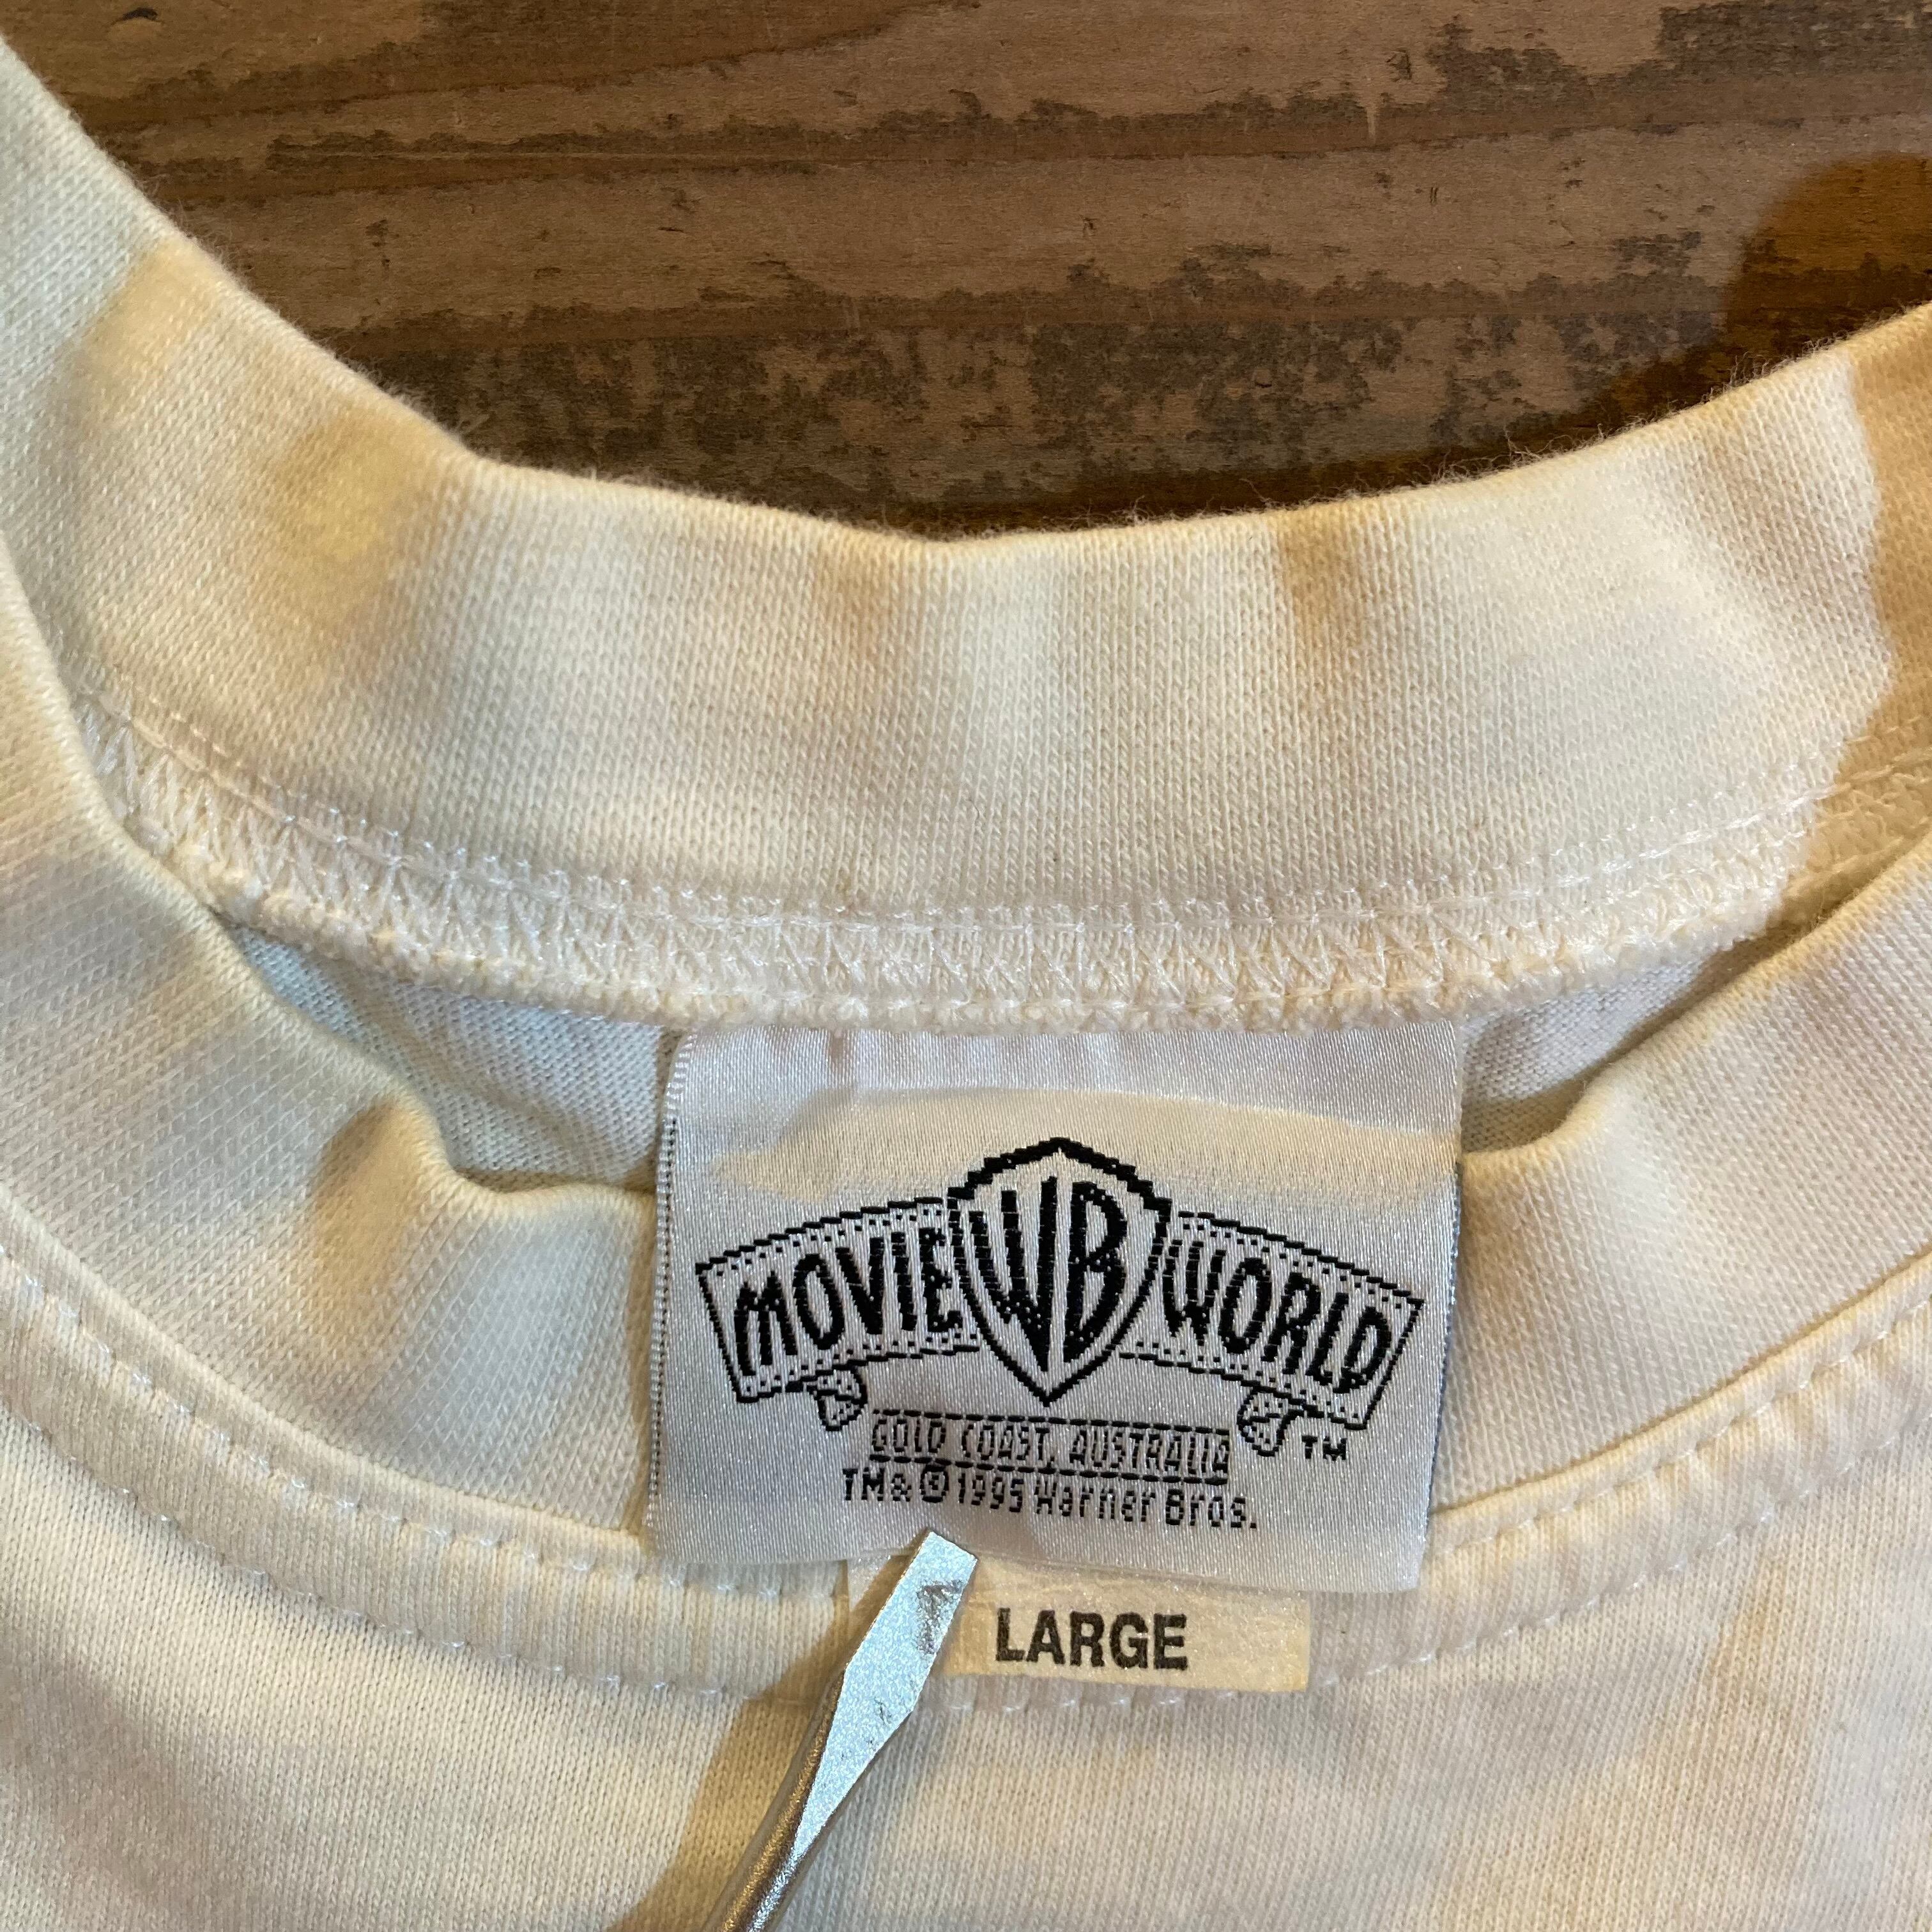 MOVIE WB WORLD
TM
GOLD COAST, AUSTRALIA
TM & © 1995 Warner Bros.
LARGE